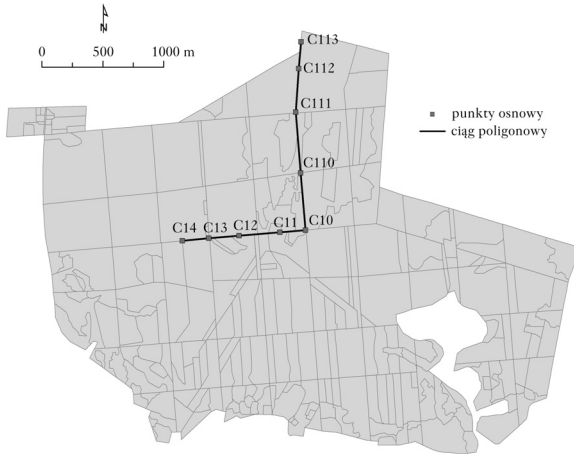 N
0 500 1000 m
C113
C112
C111
punkty osnowy
ciąg poligonowy
C110
C14 C13 C12 C11 C10